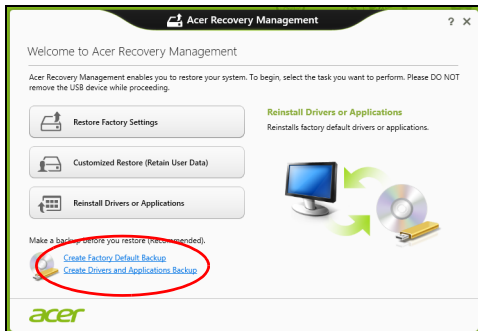 Acer Recovery Management
? X
Welcome to Acer Recovery Management
Acer Recovery Management enables you to restore your system. To begin, select the task you want to perform. Please DO NOT
remove the USB device while proceeding.
Restore Factory Settings
Customized Restore (Retain User Data)
Reinstall Drivers or Applications
Reinstall Drivers or Applications
Reinstalls factory default drivers or applications.
Make a backup before you restore (Recommended).
Create Factory Default Backup
Create Drivers and Applications Backup
acer